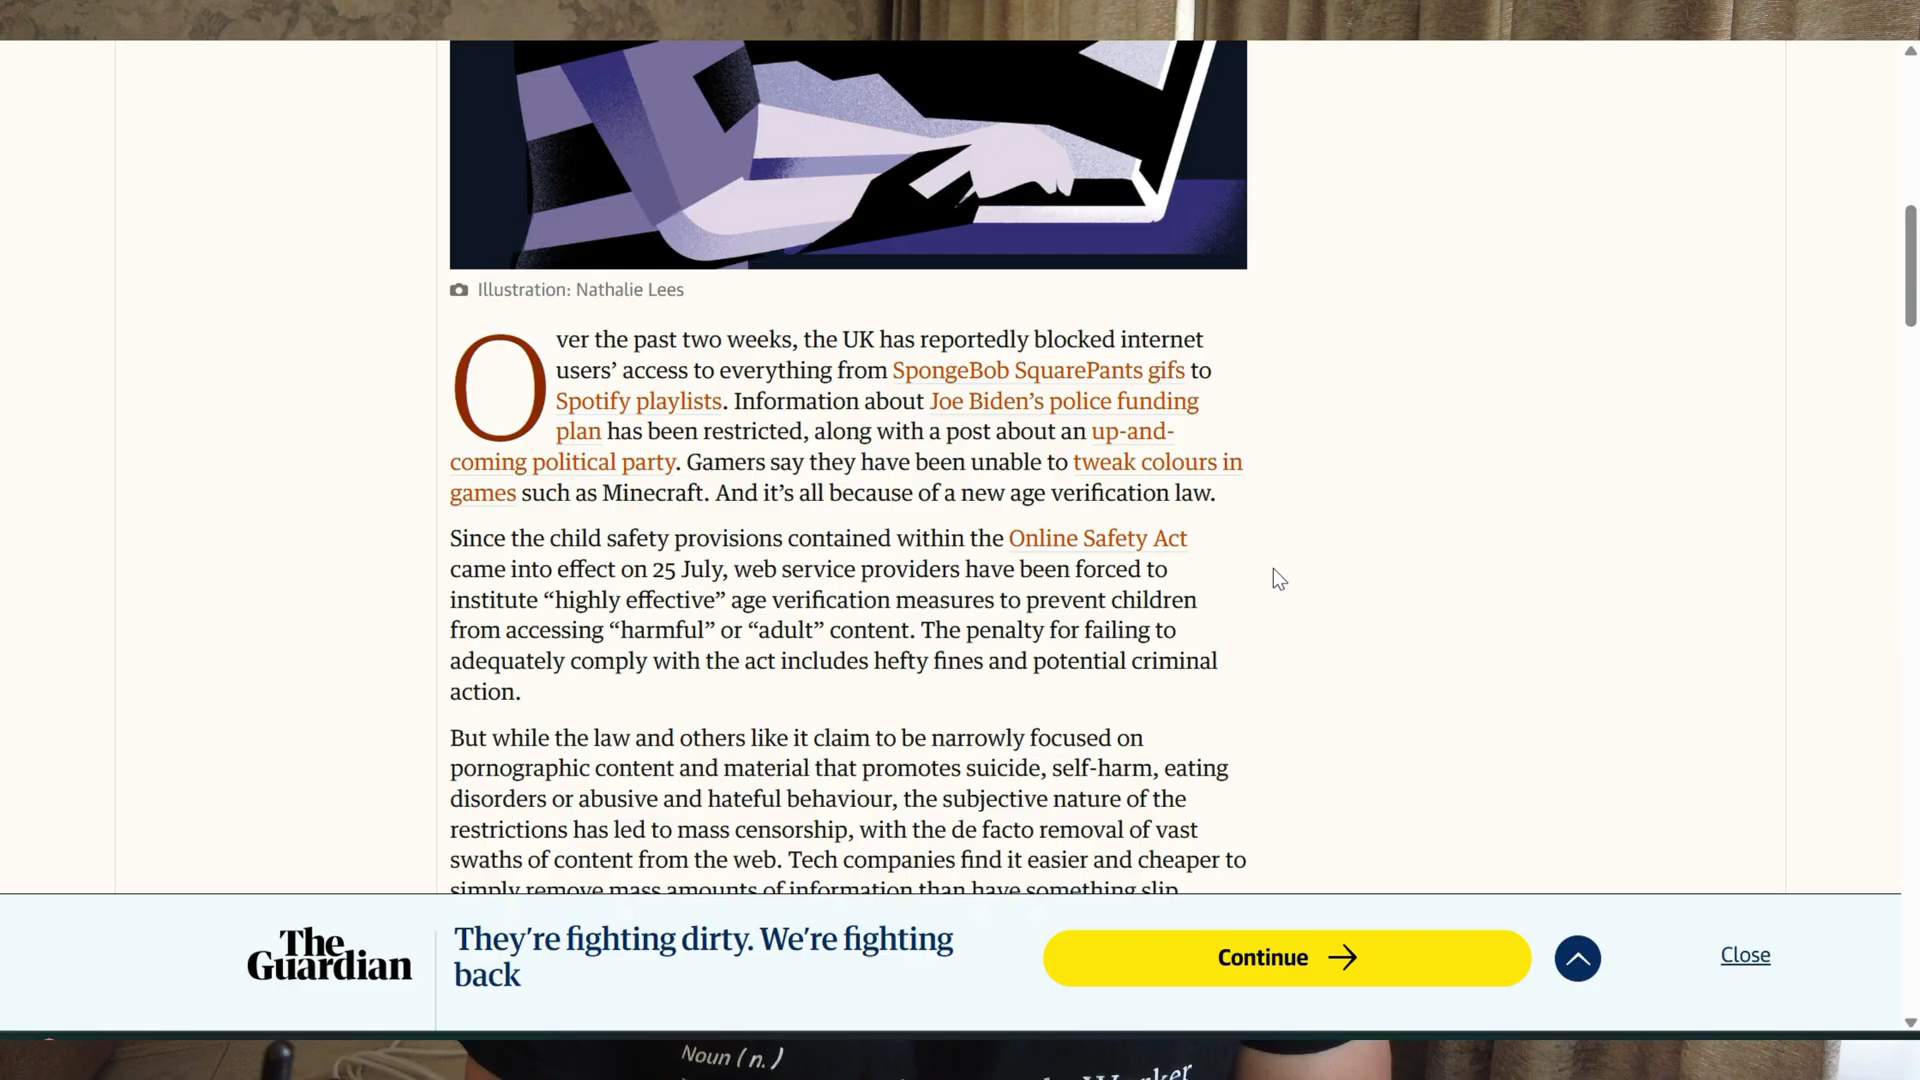 Illustration: Nathalie Lees
Over the past two weeks, the UK has reportedly blocked internet
users’ access to everything from SpongeBob SquarePants gifs to
Spotify playlists. Information about Joe Biden’s police funding
plan has been restricted, along with a post about an up-and-
coming political party. Gamers say they have been unable to tweak colours in
games such as Minecraft. And it’s all because of a new age verification law.
Since the child safety provisions contained within the Online Safety Act
came into effect on 25 July, web service providers have been forced to
institute “highly effective” age verification measures to prevent children
from accessing “harmful” or “adult” content. The penalty for failing to
adequately comply with the act includes hefty fines and potential criminal
action.
But while the law and others like it claim to be narrowly focused on
pornographic content and material that promotes suicide, self-harm, eating
disorders or abusive and hateful behaviour, the subjective nature of the
restrictions has led to mass censorship, with the de facto removal of vast
swaths of content from the web. Tech companies find it easier and cheaper to
simply remove mass amounts of information than have something slip
The
Guardian
They’re fighting dirty. We’re fighting
back
Continue
Close
Noun (n.)